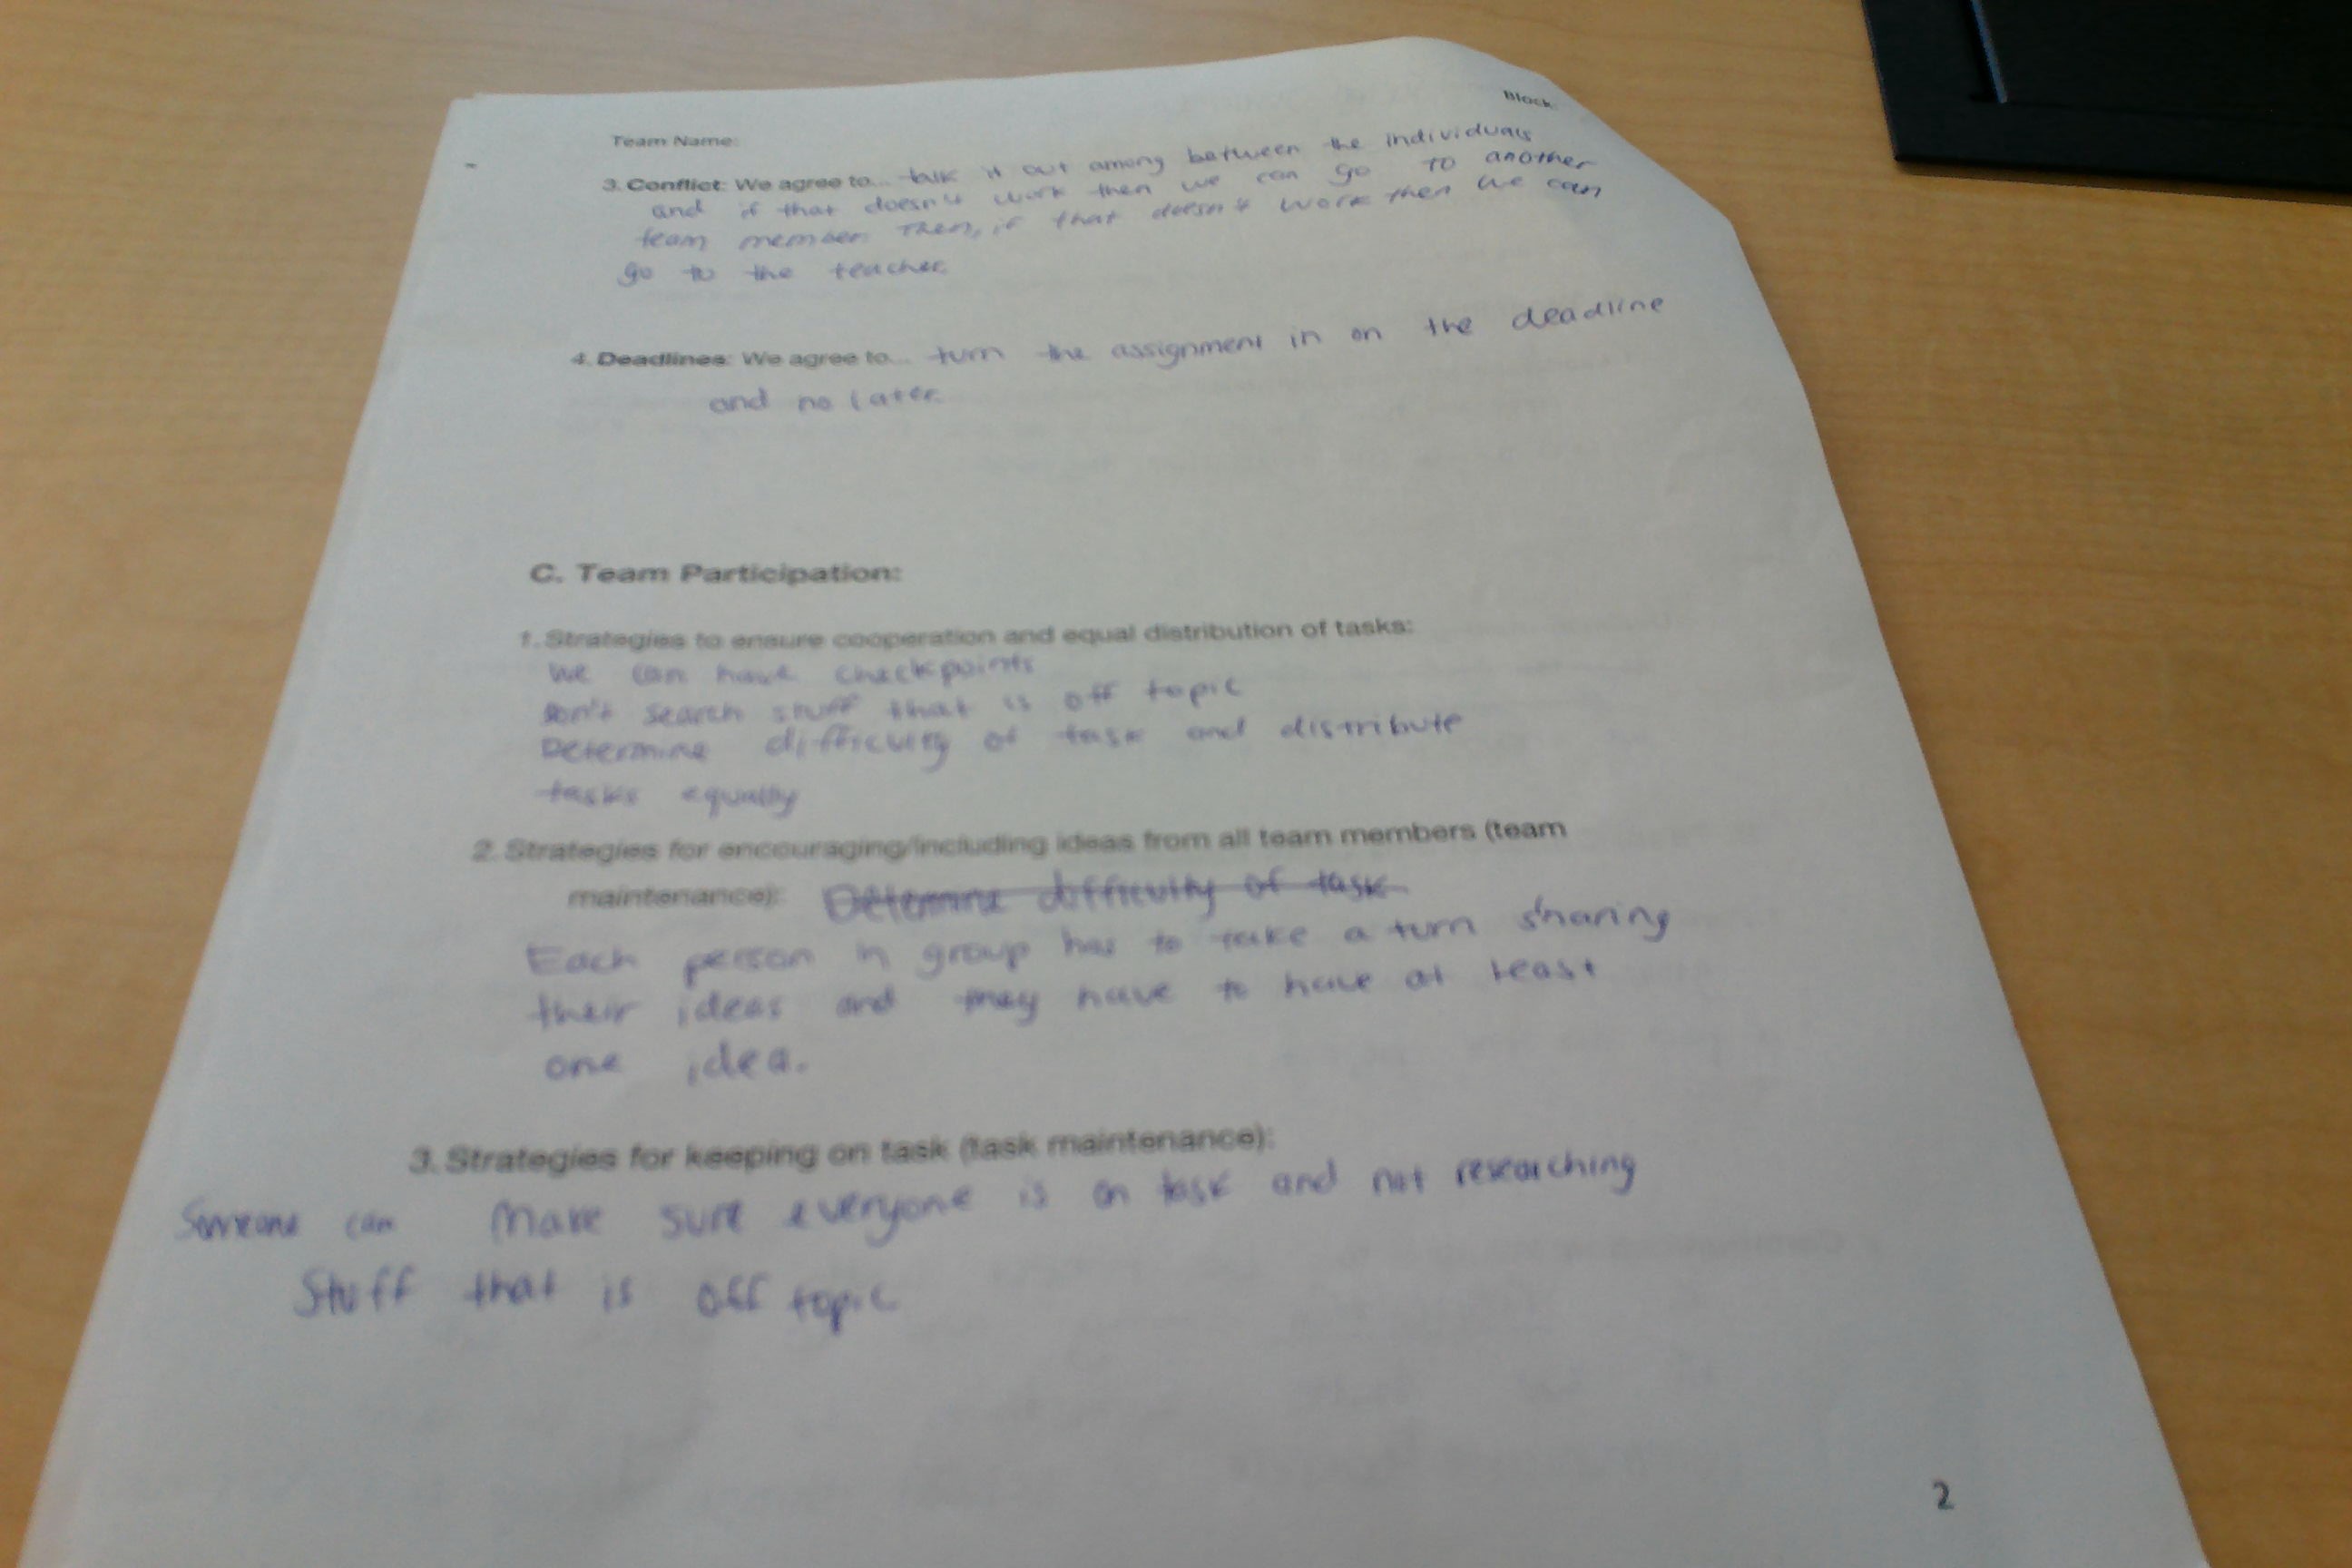 Block
Team Name:
3. Conflict: We agree to... talk it out among between the individuals
and if that doesn't work then we can go to another
team member. Then, if that doesn't work then we can
go to the teacher.
4. Deadlines: We agree to... turn the assignment in on the deadline
and no later.
C. Team Participation:
1. Strategies to ensure cooperation and equal distribution of tasks:
We can have checkpoints
Don't search stuff that is off topic
Determine difficulty of task and distribute
tasks equally
2. Strategies for encouraging/including ideas from all team members (team
maintenance): Determine difficulty of task
Each person in group has to take a turn sharing
their ideas and they have to have at least
one idea.
3. Strategies for keeping on task (task maintenance):
Someone can make sure everyone is on task and not researching
Stuff that is off topic
2